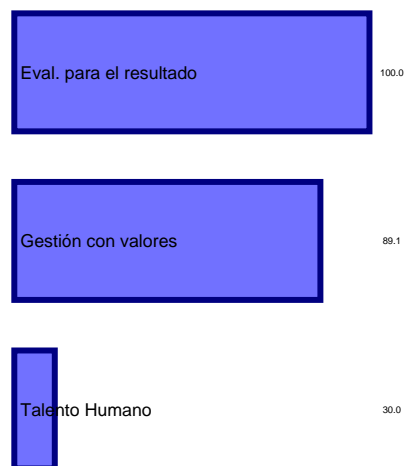 Eval. para el resultado 100.0
Gestión con valores 89.1
Talento Humano 30.0